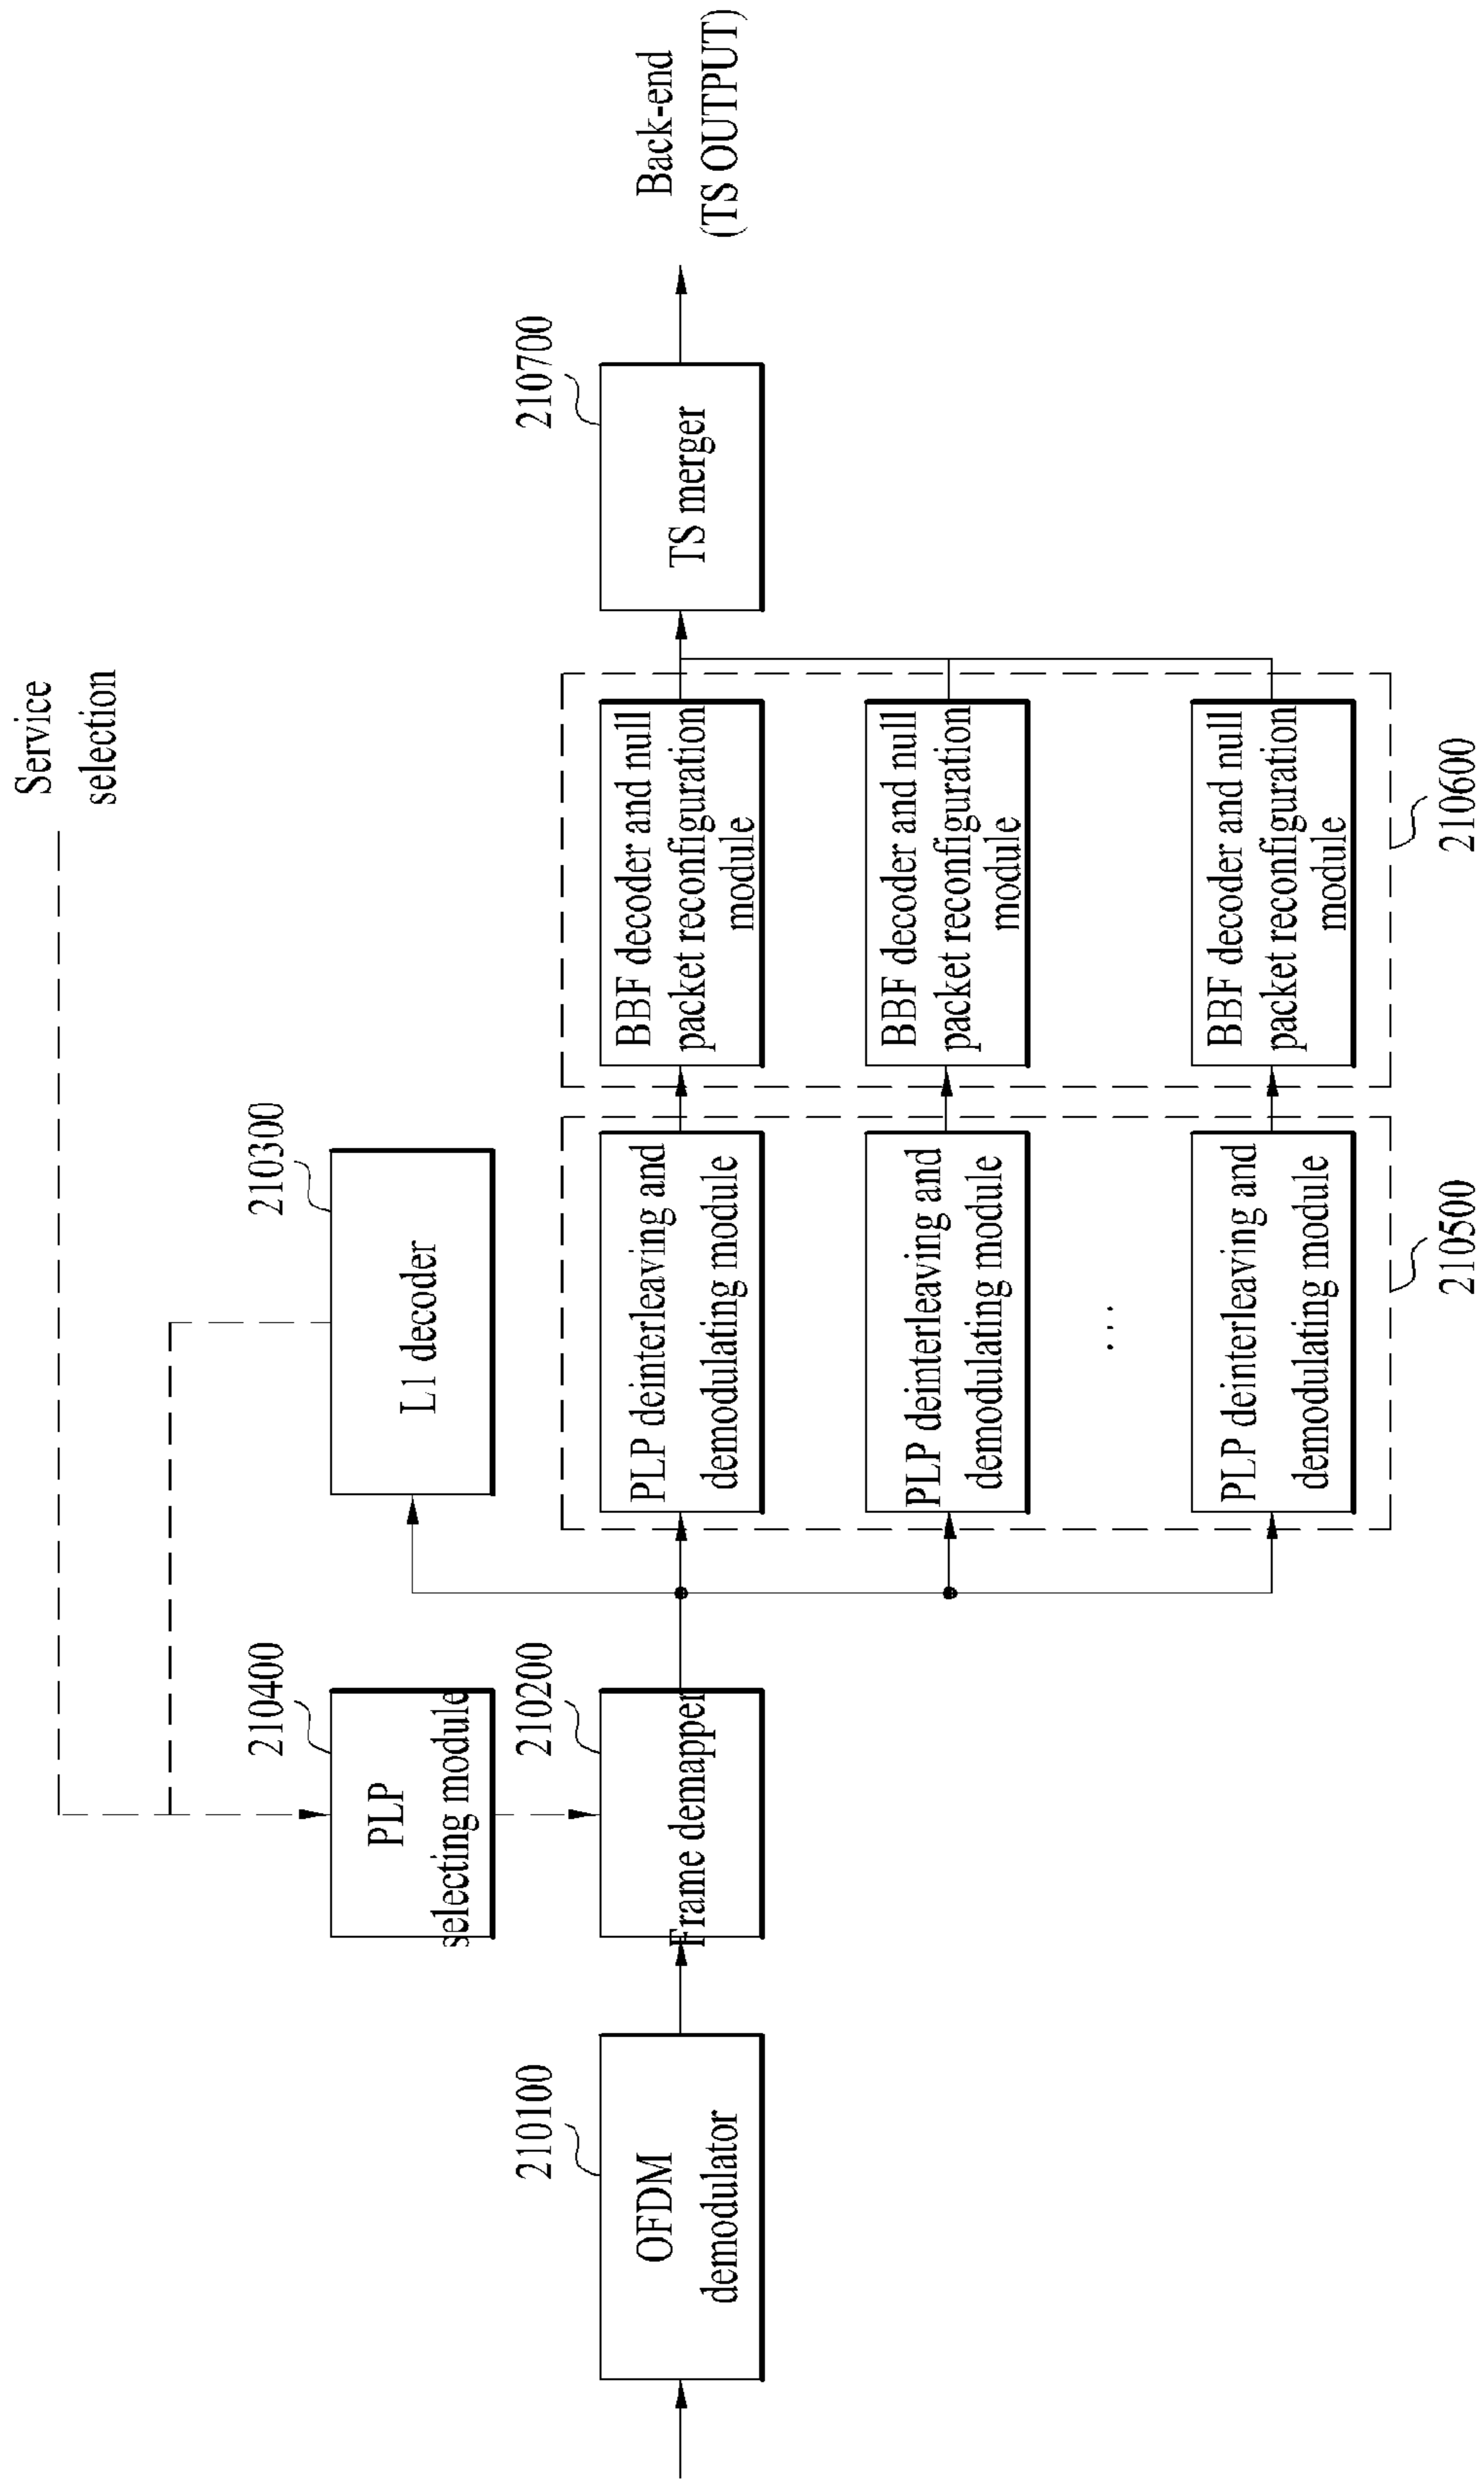 Service
selection
210400
PLP
selecting module
210300
L1 decoder
210100
OFDM
demodulator
210200
Frame demapper
PLP deinterleaving and
demodulating module
BBF decoder and null
packet reconfiguration
module
210700
TS merger
Back-end
(TS OUTPUT)
PLP deinterleaving and
demodulating module
BBF decoder and null
packet reconfiguration
module
...
PLP deinterleaving and
demodulating module
BBF decoder and null
packet reconfiguration
module
210500
210600